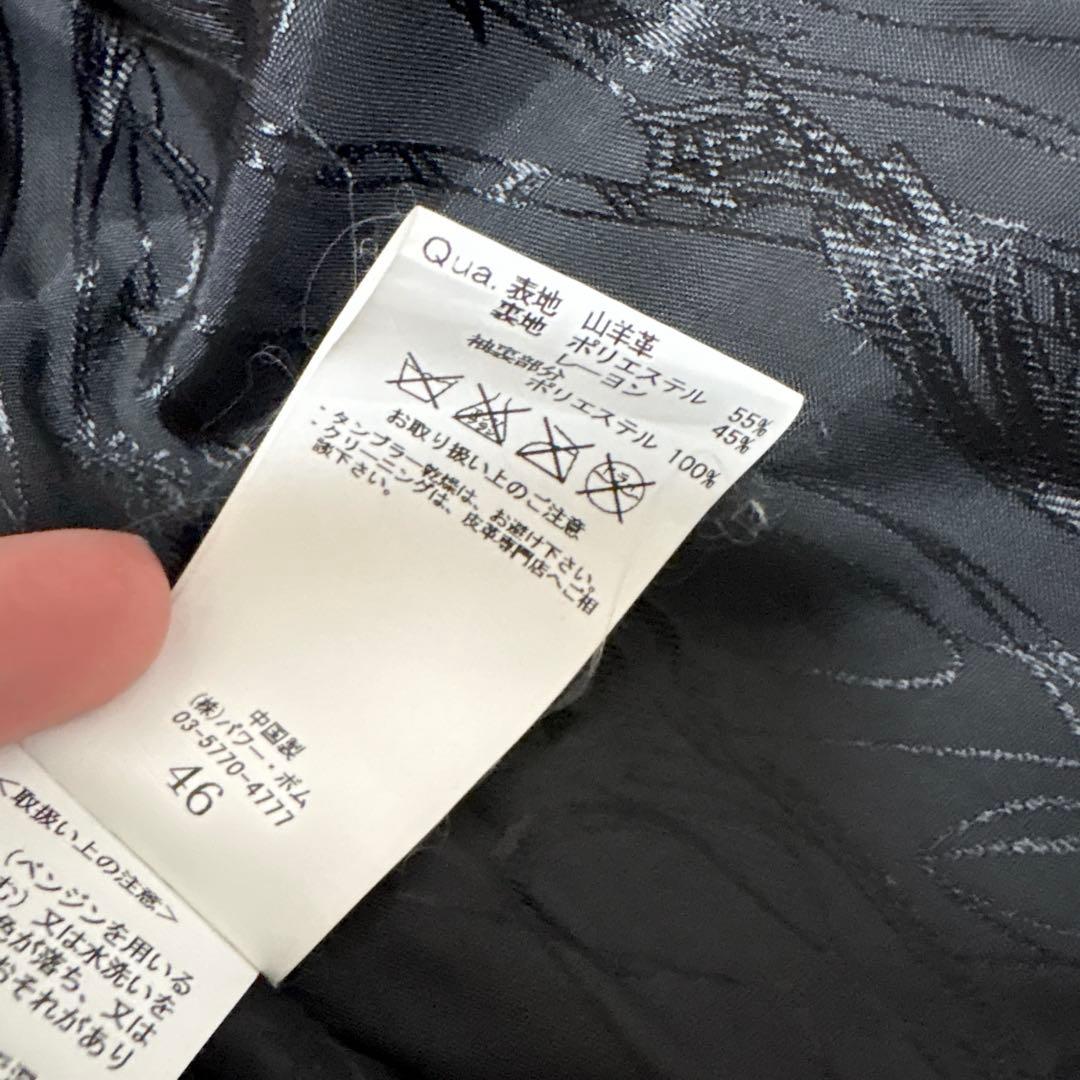 Qua. 表地 山羊革
裏地 ポリエステル 55%
レーヨン 45%
袖裏部分
ポリエステル 100%
ドライ
お取り扱い上のご注意
・タンブラー乾燥は、お避け下さい。
・クリーニングは、皮革専門店へご相
談下さい。
中国製
(株)パワー・ボム
03-5770-4777
46
<取扱い上の注意>
(ベンジンを用いる
む) 又は水洗いを
色が落ち、又は
おそれがあり